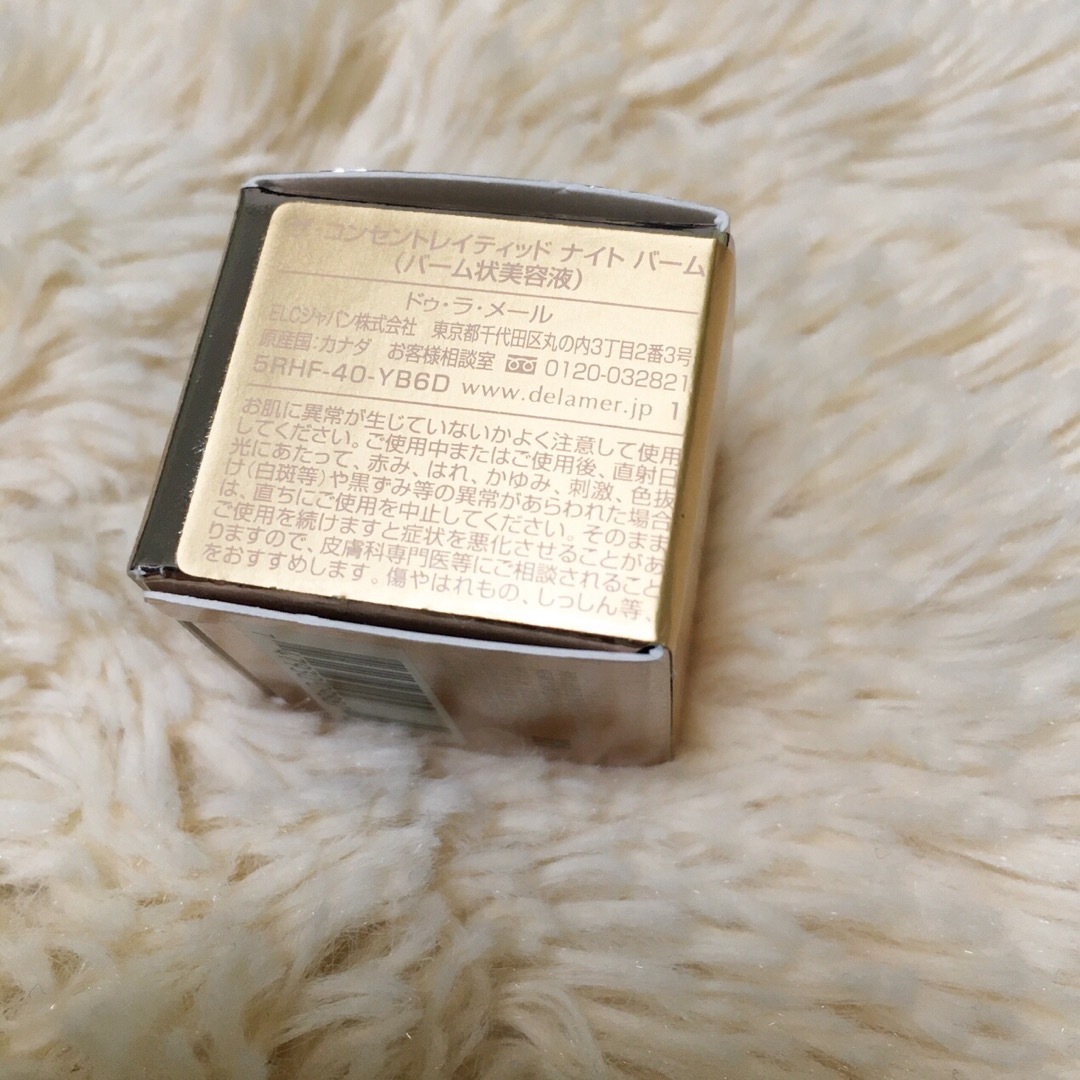 コンセントレイティッド ナイト バーム
(バーム状美容液)
ドゥ・ラ・メール
ELCジャパン株式会社 東京都千代田区丸の内3丁目2番3号
原産国:カナダ お客様相談室 0120-032821
5RHF-40-YB6D www.delamer.jp 1
お肌に異常が生じていないかよく注意して使用
してください。ご使用中またはご使用後、直射日
光にあたって、赤み、はれ、かゆみ、刺激、色抜
け(白斑等)や黒ずみ等の異常があらわれた場合
は、直ちにご使用を中止してください。そのまま
ご使用を続けますと症状を悪化させることがあ
りますので、皮膚科専門医等にご相談されること
をおすすめします。傷やはれもの、しっしん等、